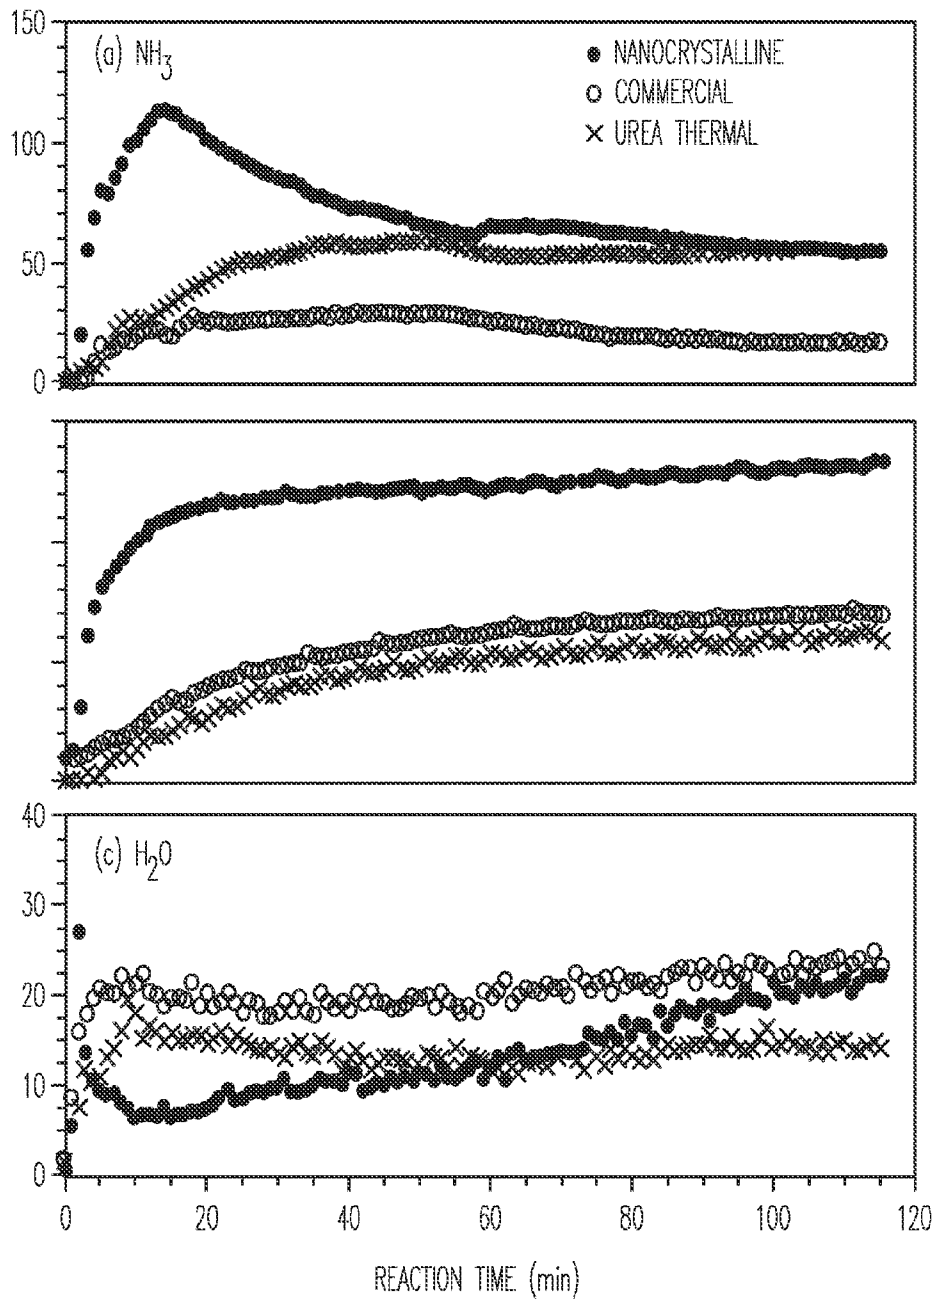 150
(a) NH3
NANOCRYSTALLINE
COMMERCIAL
UREA THERMAL
100
50
0
40
(c) H2O
30
20
10
0
0 20 40 60 80 100 120
REACTION TIME (min)